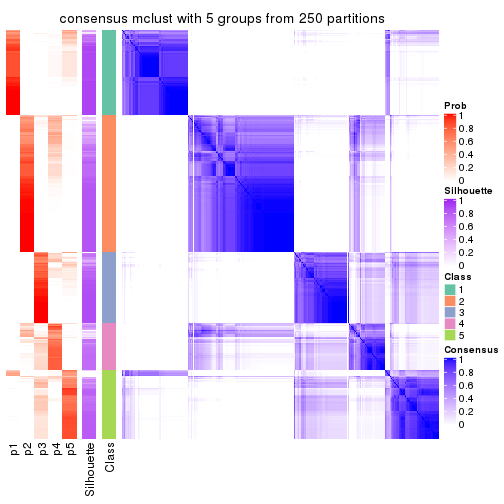 consensus mclust with 5 groups from 250 partitions
Prob
1
0.8
0.6
0.4
0.2
0
Silhouette
1
0.8
0.6
0.4
0.2
0
Class
1
2
3
4
5
Consensus
1
0.8
0.6
0.4
0.2
0
p1
p2
p3
p4
p5
Silhouette
Class